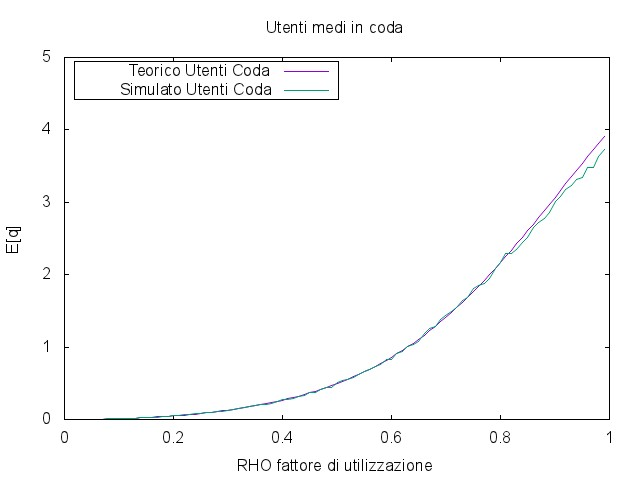 Utenti medi in coda
Teorico Utenti Coda
Simulato Utenti Coda
5
4
3
2
1
0
E[q]
0 0.2 0.4 0.6 0.8 1
RHO fattore di utilizzazione